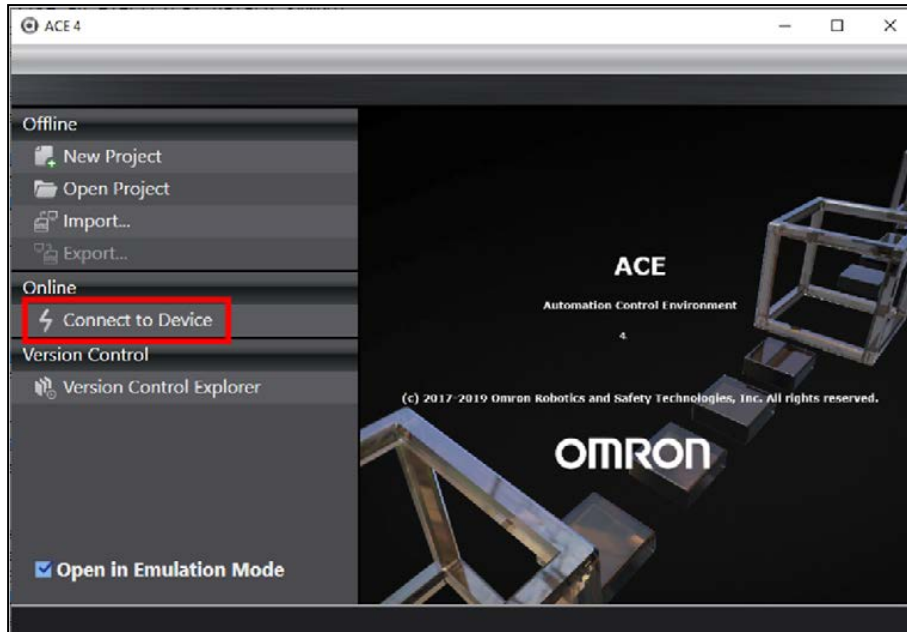 ACE 4
Offline
New Project
Open Project
Import...
Export...
Online
Connect to Device
Version Control
Version Control Explorer
Open in Emulation Mode
ACE
Automation Control Environment
4
(c) 2017-2019 Omron Robotics and Safety Technologies, Inc. All rights reserved.
OMRON